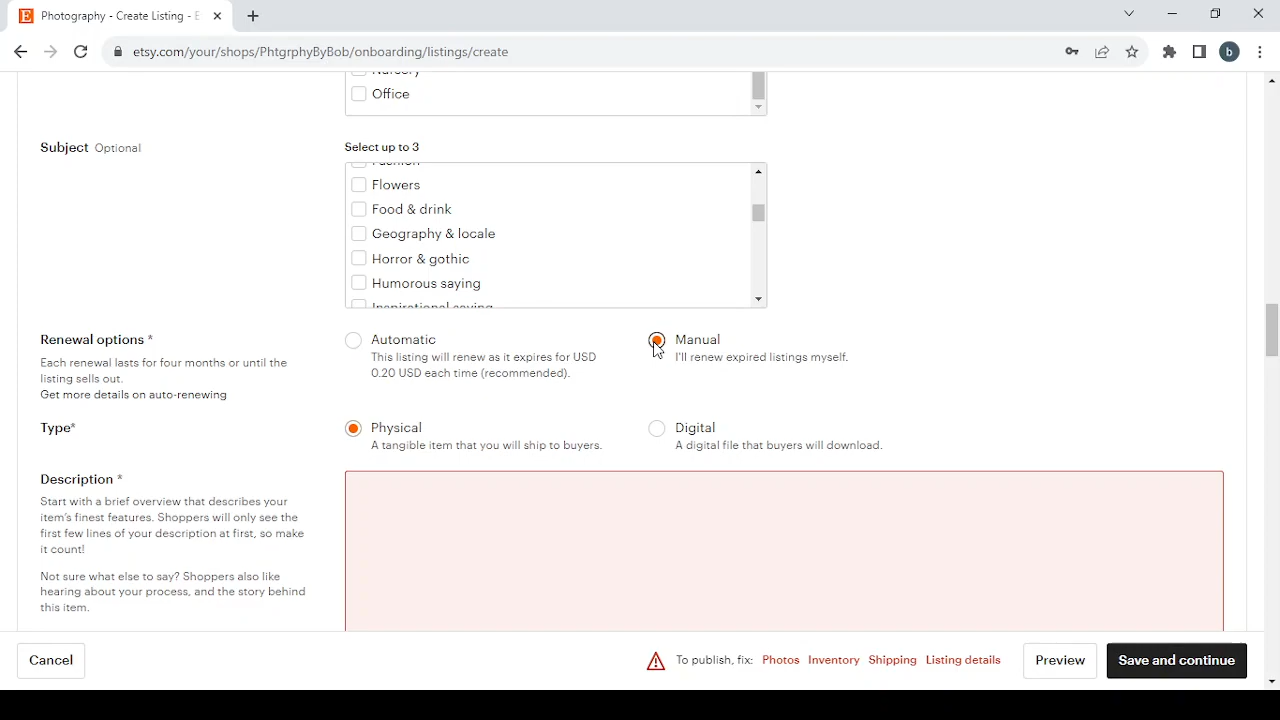 Photography - Create Listing - E
etsy.com/your/shops/PhtgrphyByBob/onboarding/listings/create
b
Nursery
Office
Subject Optional
Select up to 3
Fashion
Flowers
Food & drink
Geography & locale
Horror & gothic
Humorous saying
Inspirational saying
Renewal options *
Each renewal lasts for four months or until the
listing sells out.
Get more details on auto-renewing
Automatic
This listing will renew as it expires for USD
0.20 USD each time (recommended).
Manual
I'll renew expired listings myself.
Type*
Physical
A tangible item that you will ship to buyers.
Digital
A digital file that buyers will download.
Description *
Start with a brief overview that describes your
item's finest features. Shoppers will only see the
first few lines of your description at first, so make
it count!
Not sure what else to say? Shoppers also like
hearing about your process, and the story behind
this item.
Cancel
To publish, fix: Photos Inventory Shipping Listing details
Preview
Save and continue